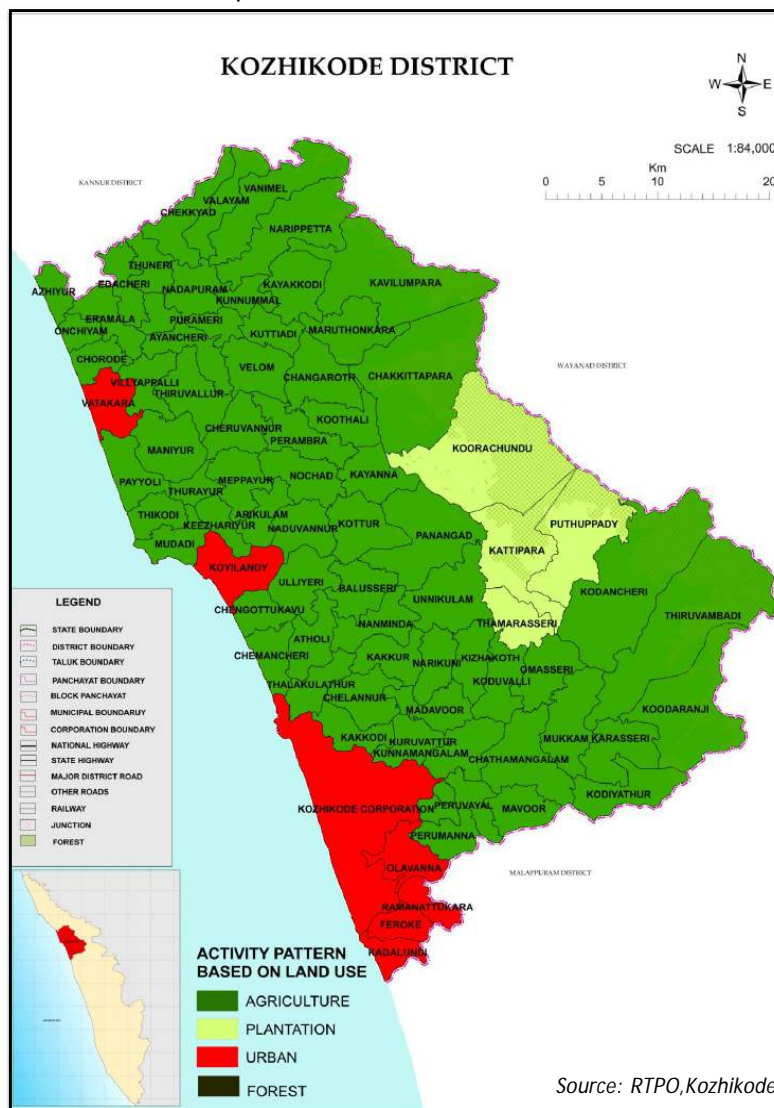 KOZHIKODE DISTRICT
N
W E
S
SCALE 1:84,000
Km
0 5 10 20
KANNUR DISTRICT
VANIMEL
VALAYAM
CHEKKYAD
NARIPPETTA
THUNERI
EDACHERI
NADAPURAM
KAYAKKODI
KAVILUMPARA
AZHIYUR
KUNNUMMAL
ERAMALA
PURAMERI
ONCHIYAM
AYANCHERI
KUTTIADI
MARUTHONKARA
CHORODE
WAYANAD DISTRICT
VELOM
VILLYAPPALLI
CHANGAROTH
CHAKKITTAPARA
THIRUVALLUR
VATAKARA
KOOTHALI
CHERUVANNUR
PERAMBRA
MANIYUR
KOORACHUNDU
NOCHAD
KAYANNA
PAYYOLI
MEPPAYUR
THURAYUR
THIKODI
ARIKULAM
KEEZHARIYUR
NADUVANNUR
KOTTUR
PUTHUPPADY
PANANGAD
MUDADI
KATTIPARA
KOYILANDY
ULLIYERI
BALUSSERI
KODANCHERI
UNNIKULAM
THIRUVAMBADI
CHENGOTTUKAVU
NANMINDA
THAMARASSERI
ATHOLI
CHEMANCHERI
KAKKUR
NARIKUNI
KIZHAKOTH
OMASSERI
KODUVALLI
THALAKULATHUR
CHELANNUR
MADAVOOR
KOODARANJI
KAKKODI
KURUVATTUR
MUKKAM
KARASSERI
KUNNAMANGALAM
CHATHAMANGALAM
KODIYATHUR
KOZHIKODE CORPORATION
PERUVAYAL
MAVOOR
PERUMANNA
OLAVANNA
MALAPPURAM DISTRICT
RAMANATTUKARA
FEROKE
KADALUNDI
LEGEND
STATE BOUNDARY
DISTRICT BOUNDARY
TALUK BOUNDARY
PANCHAYAT BOUNDARY
BLOCK PANCHAYAT
MUNICIPAL BOUNDARUY
CORPORATION BOUNDARY
NATIONAL HIGHWAY
STATE HIGHWAY
MAJOR DISTRICT ROAD
OTHER ROADS
RAILWAY
JUNCTION
FOREST
ACTIVITY PATTERN
BASED ON LAND USE
AGRICULTURE
PLANTATION
URBAN
FOREST
Source: RTPO,Kozhikode